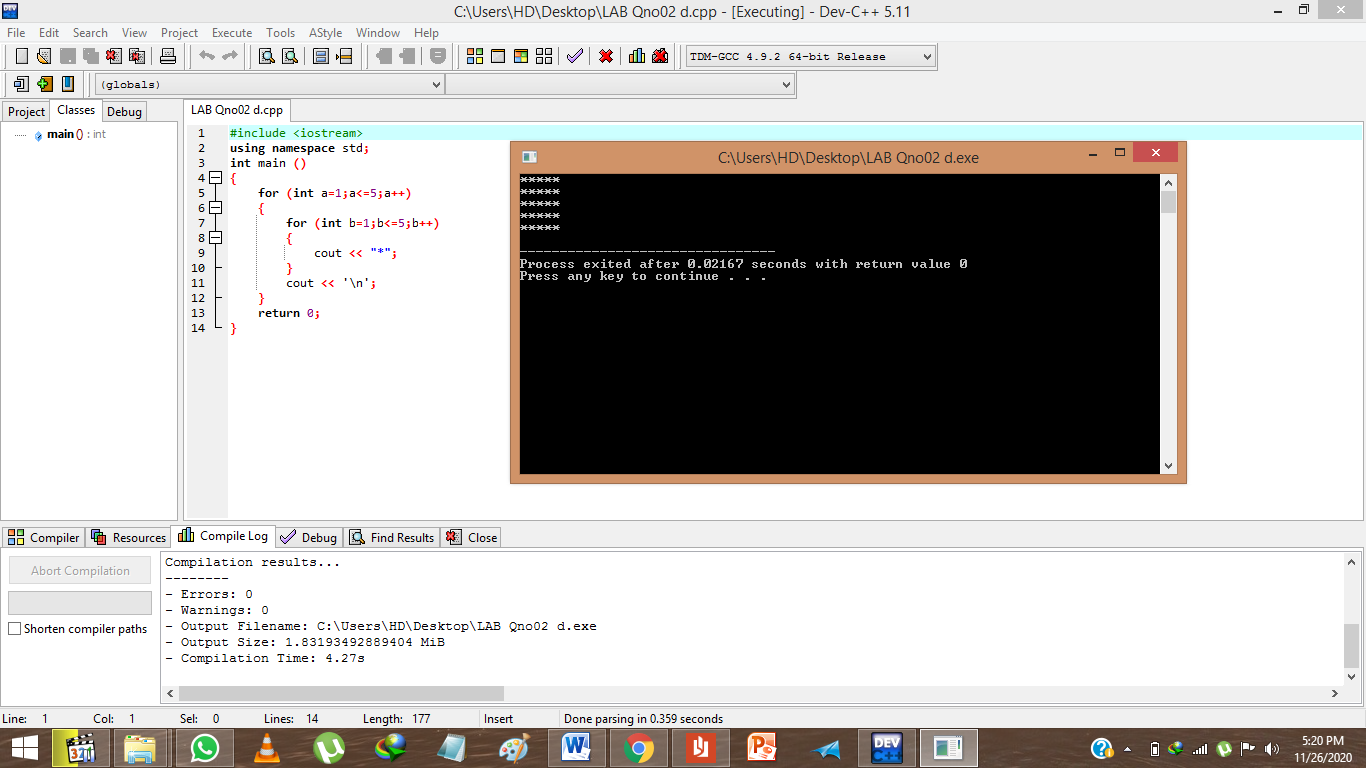 C:\Users\HD\Desktop\LAB Qno02 d.cpp - [Executing] - Dev-C++ 5.11
File Edit Search View Project Execute Tools AStyle Window Help
TDM-GCC 4.9.2 64-bit Release
(globals)
Project Classes Debug
main () : int
LAB Qno02 d.cpp
1 #include <iostream>
2 using namespace std;
3 int main ()
4 {
5 for (int a=1;a<=5;a++)
6 {
7 for (int b=1;b<=5;b++)
8 {
9 cout << "*";
10 }
11 cout << '\n';
12 }
13 return 0;
14 }
C:\Users\HD\Desktop\LAB Qno02 d.exe
*****
*****
*****
*****
*****
--------------------------------
Process exited after 0.02167 seconds with return value 0
Press any key to continue . . .
Compiler Resources Compile Log Debug Find Results Close
Abort Compilation
Shorten compiler paths
Compilation results...
--------
- Errors: 0
- Warnings: 0
- Output Filename: C:\Users\HD\Desktop\LAB Qno02 d.exe
- Output Size: 1.83193492889404 MiB
- Compilation Time: 4.27s
Line: 1 Col: 1 Sel: 0 Lines: 14 Length: 177 Insert Done parsing in 0.359 seconds
321
DEV
C++
5:20 PM
11/26/2020